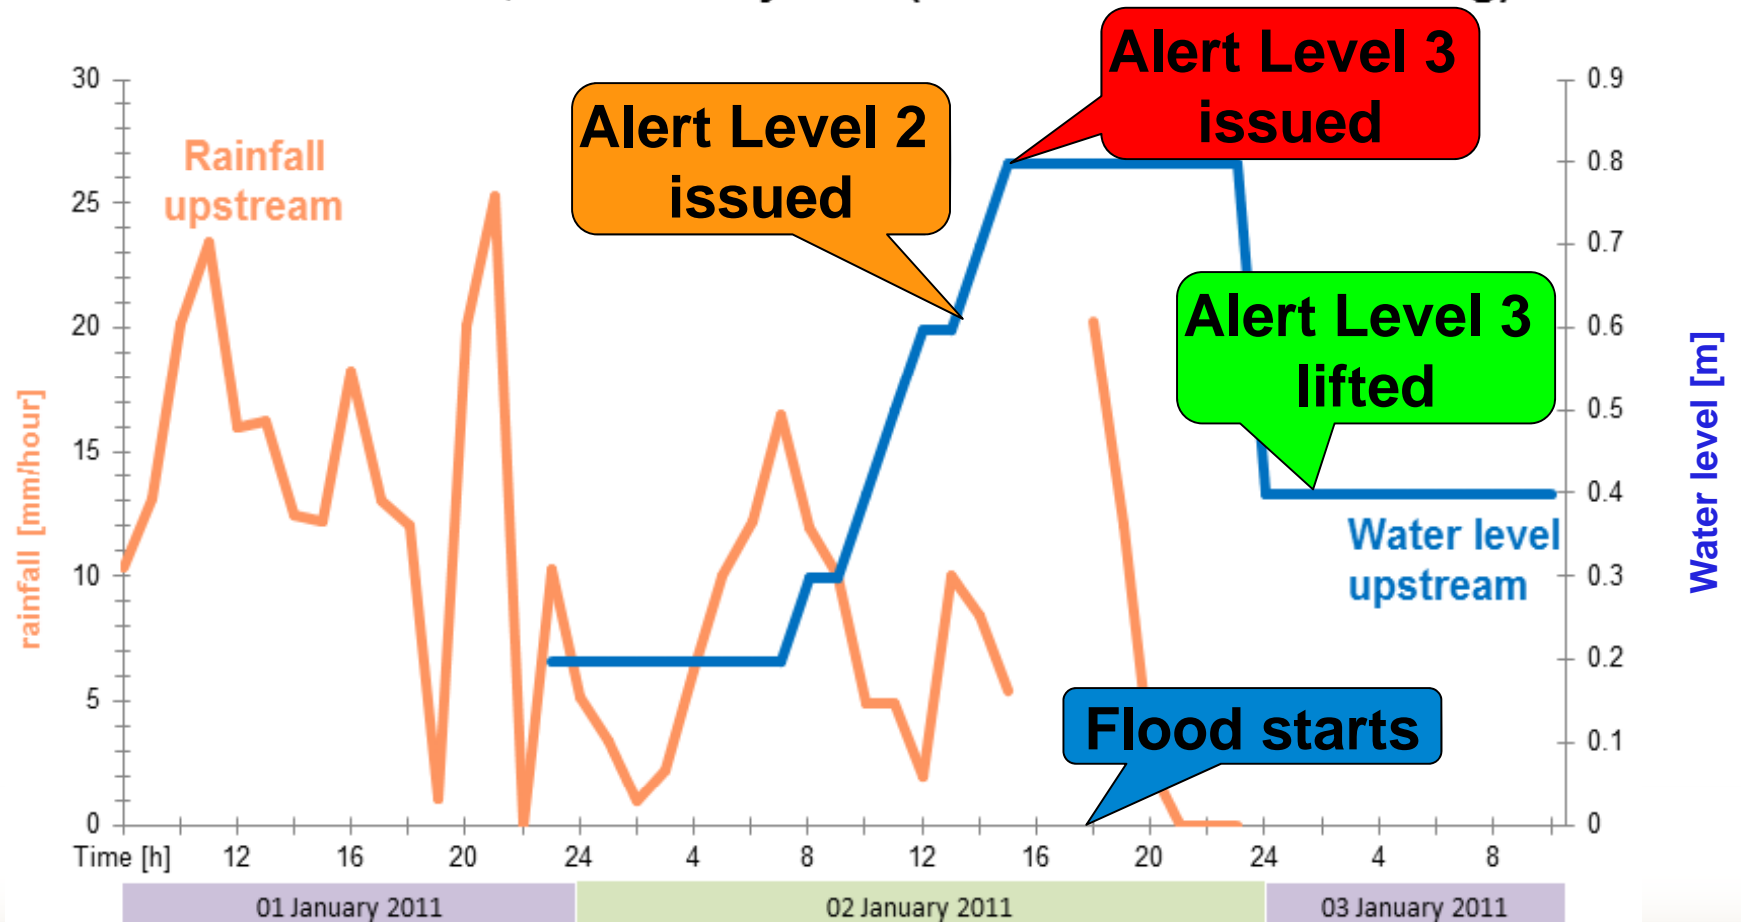 Alert Level 3
issued
Alert Level 2
issued
Rainfall
upstream
Alert Level 3
lifted
Water level
upstream
Flood starts
rainfall [mm/hour]
30
25
20
15
10
5
0
Water level [m]
0.9
0.8
0.7
0.6
0.5
0.4
0.3
0.2
0.1
0
Time [h] 12 16 20 24 4 8 12 16 20 24 4 8
01 January 2011 02 January 2011 03 January 2011